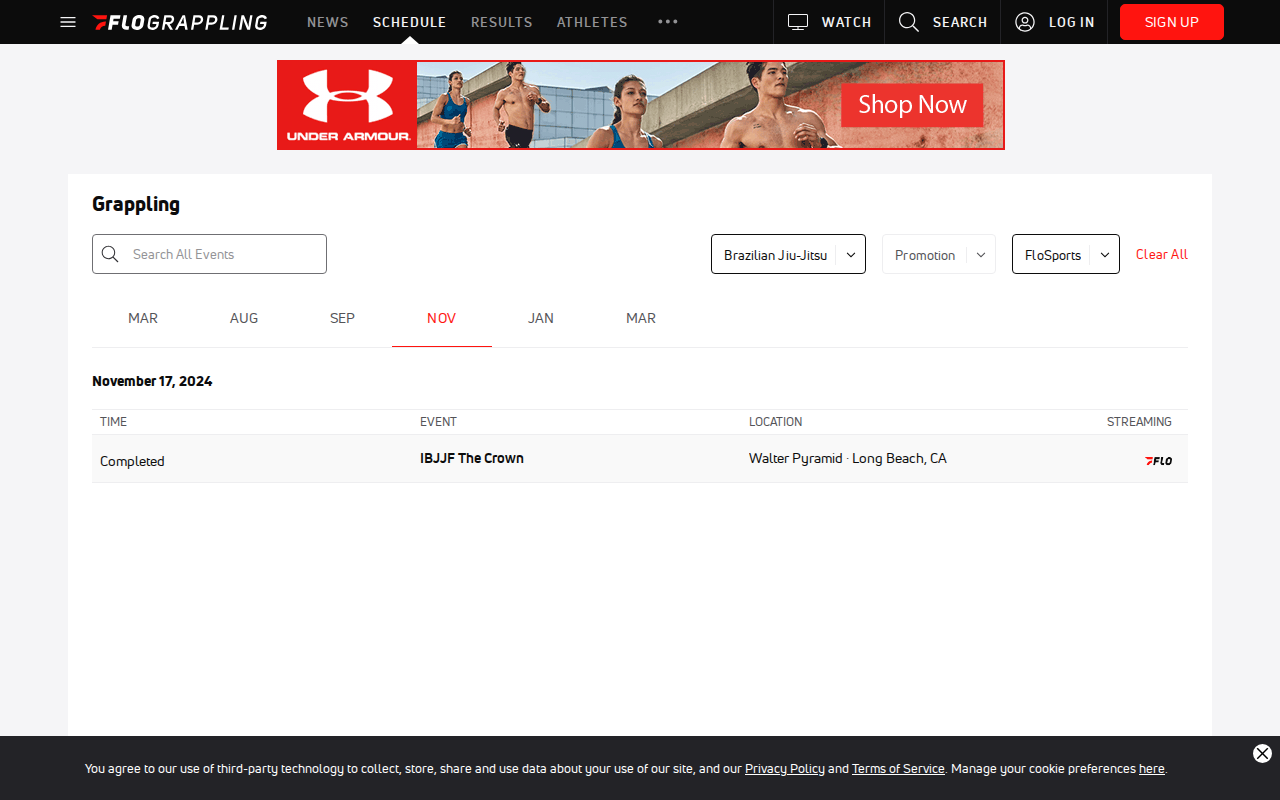 FLOGRAPPLING NEWS SCHEDULE RESULTS ATHLETES WATCH SEARCH LOG IN SIGN UP
UNDER ARMOUR. Shop Now
Grappling
Search All Events Brazilian Jiu-Jitsu Promotion FloSports Clear All
MAR AUG SEP NOV JAN MAR
November 17, 2024
TIME EVENT LOCATION STREAMING
Completed IBJJF The Crown Walter Pyramid · Long Beach, CA FLO
You agree to our use of third-party technology to collect, store, share and use data about your use of our site, and our Privacy Policy and Terms of Service. Manage your cookie preferences here.